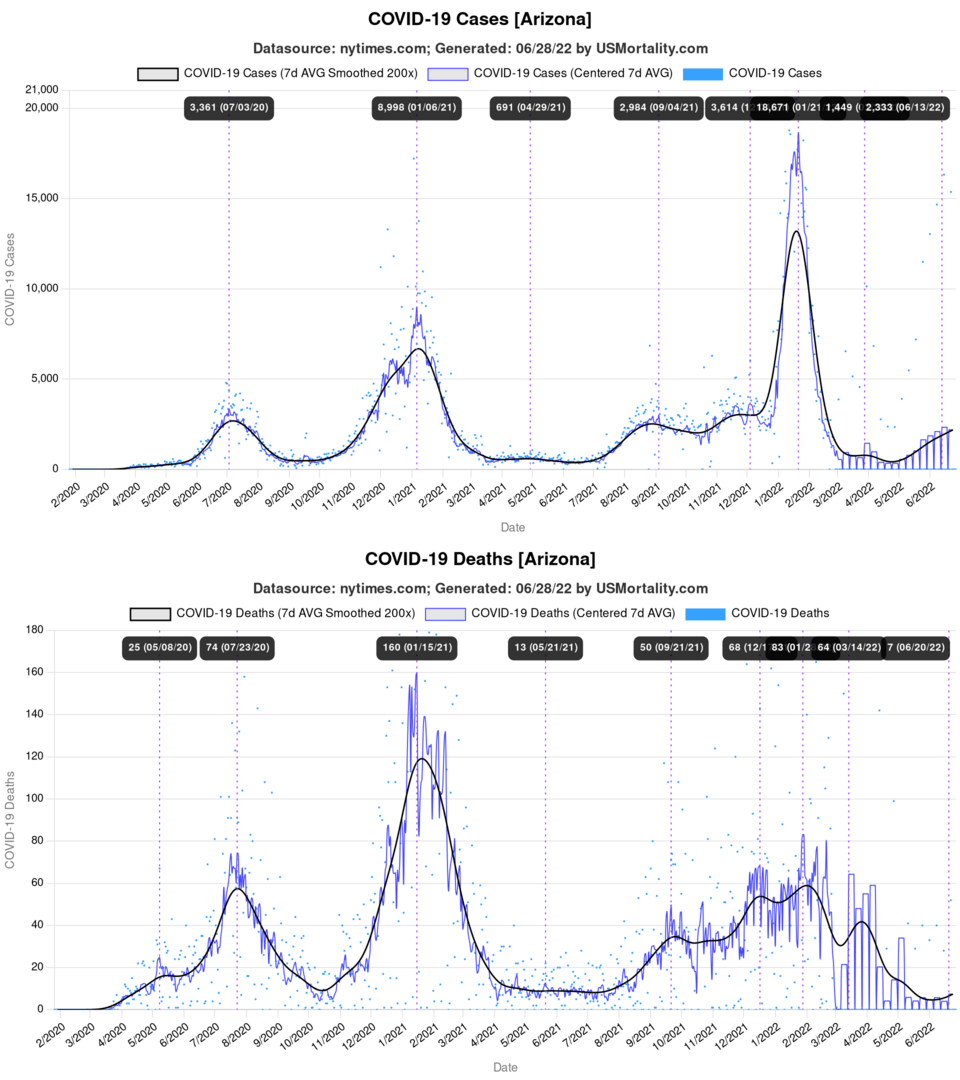 COVID-19 Cases [Arizona]
Datasource: nytimes.com; Generated: 06/28/22 by USMortality.com
COVID-19 Cases (7d AVG Smoothed 200x) COVID-19 Cases (Centered 7d AVG) COVID-19 Cases
21,000
20,000
3,361 (07/03/20) 8,998 (01/06/21) 691 (04/29/21) 2,984 (09/04/21) 3,614 (1 18,671 (01/21 1,449 ( 2,333 (06/13/22)
15,000
10,000
5,000
0
COVID-19 Cases
2/2020 3/2020 4/2020 5/2020 6/2020 7/2020 8/2020 9/2020 10/2020 11/2020 12/2020 1/2021 2/2021 3/2021 4/2021 5/2021 6/2021 7/2021 8/2021 9/2021 10/2021 11/2021 12/2021 1/2022 2/2022 3/2022 4/2022 5/2022 6/2022
Date
COVID-19 Deaths [Arizona]
Datasource: nytimes.com; Generated: 06/28/22 by USMortality.com
COVID-19 Deaths (7d AVG Smoothed 200x) COVID-19 Deaths (Centered 7d AVG) COVID-19 Deaths
180
25 (05/08/20) 74 (07/23/20) 160 (01/15/21) 13 (05/21/21) 50 (09/21/21) 68 (12/1 83 (01/2 64 (03/14/22) 7 (06/20/22)
160
140
120
100
80
60
40
20
0
COVID-19 Deaths
2/2020 3/2020 4/2020 5/2020 6/2020 7/2020 8/2020 9/2020 10/2020 11/2020 12/2020 1/2021 2/2021 3/2021 4/2021 5/2021 6/2021 7/2021 8/2021 9/2021 10/2021 11/2021 12/2021 1/2022 2/2022 3/2022 4/2022 5/2022 6/2022
Date